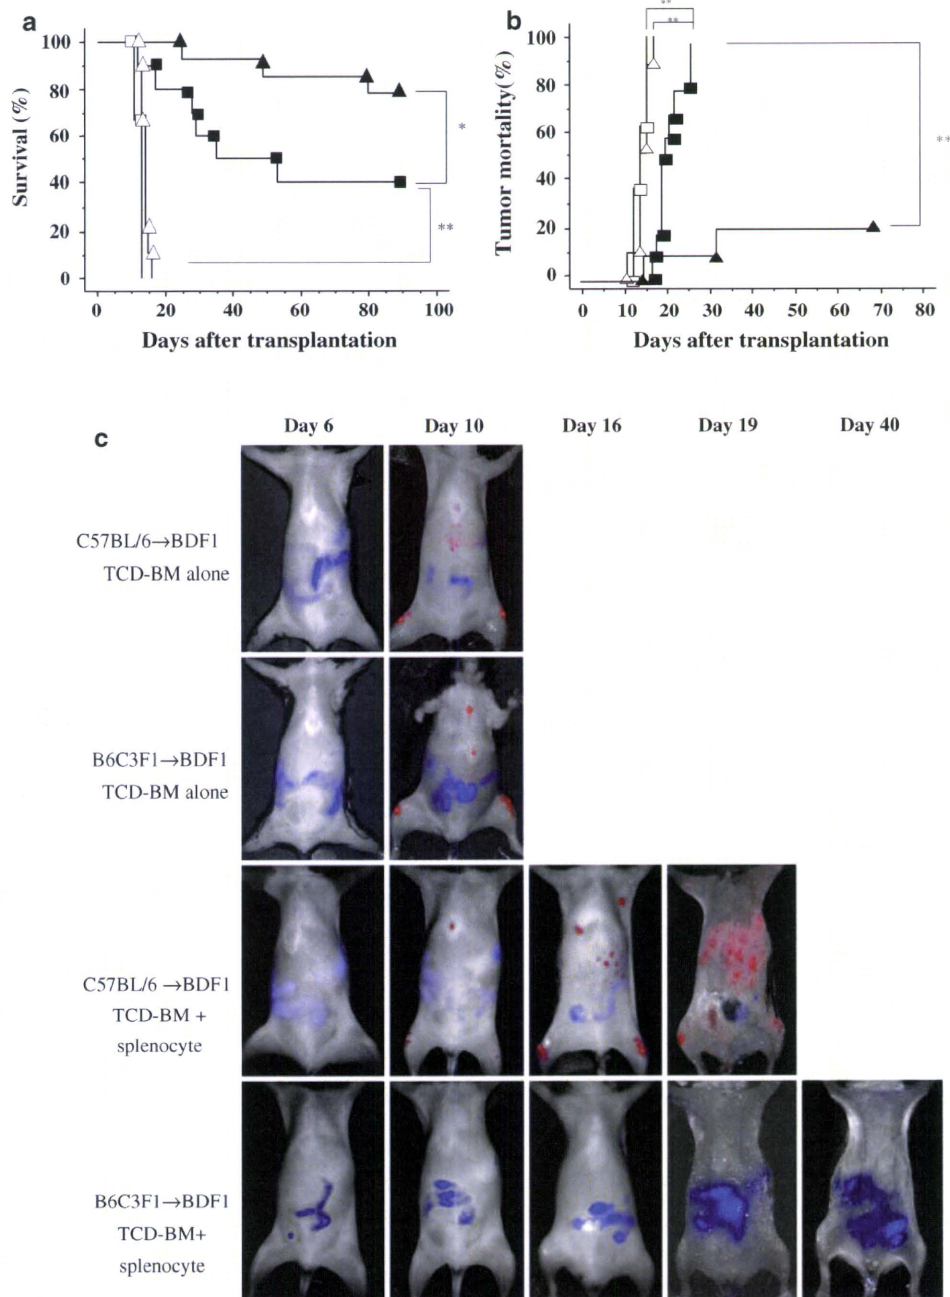 a
Survival (%)
100
80
60
40
20
0
*
**
0 20 40 60 80 100
Days after transplantation
b
Tumor mortality(%)
100
80
60
40
20
0
**
**
**
0 10 20 30 40 50 60 70 80
Days after transplantation
c
Day 6 Day 10 Day 16 Day 19 Day 40
C57BL/6→BDF1
TCD-BM alone
B6C3F1→BDF1
TCD-BM alone
C57BL/6 →BDF1
TCD-BM +
splenocyte
B6C3F1→BDF1
TCD-BM+
splenocyte